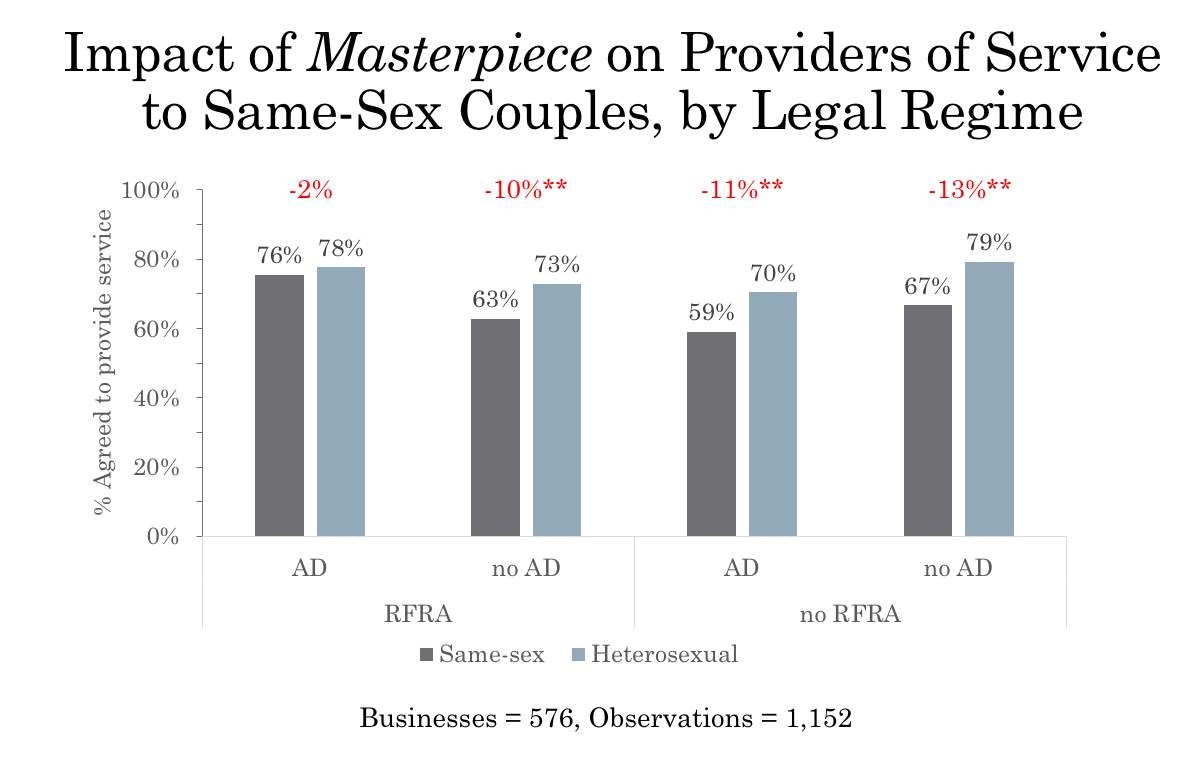 Impact of Masterpiece on Providers of Service
to Same-Sex Couples, by Legal Regime
-2%
-10%**
-11%**
-13%**
% Agreed to provide service
100%
80%
60%
40%
20%
0%
76%
78%
63%
73%
59%
70%
67%
79%
AD
no AD
AD
no AD
RFRA
no RFRA
Same-sex
Heterosexual
Businesses = 576, Observations = 1,152